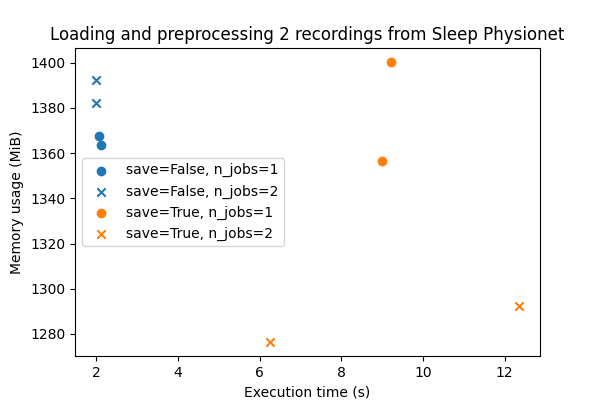 Loading and preprocessing 2 recordings from Sleep Physionet
1400
1380
1360
1340
1320
1300
1280
Memory usage (MiB)
save=False, n_jobs=1
save=False, n_jobs=2
save=True, n_jobs=1
save=True, n_jobs=2
2 4 6 8 10 12
Execution time (s)